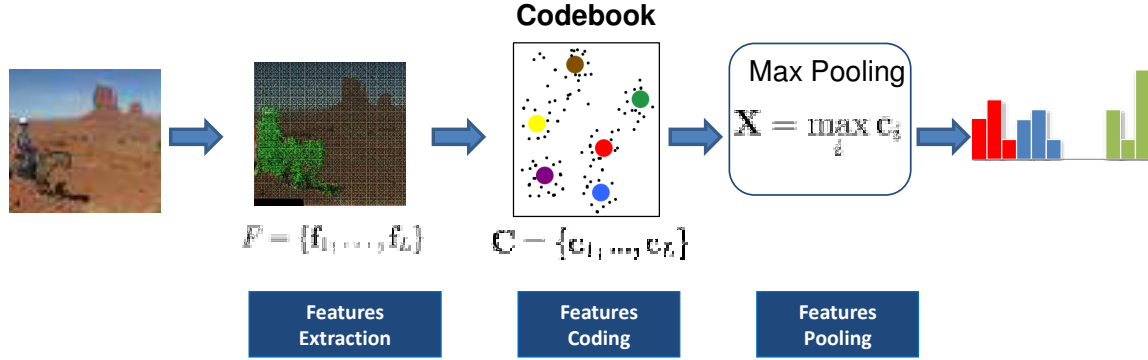 Codebook
Max Pooling
X = max c_i
i
F = {f_1, ..., f_L}
C = {c_1, ..., c_L}
Features
Extraction
Features
Coding
Features
Pooling